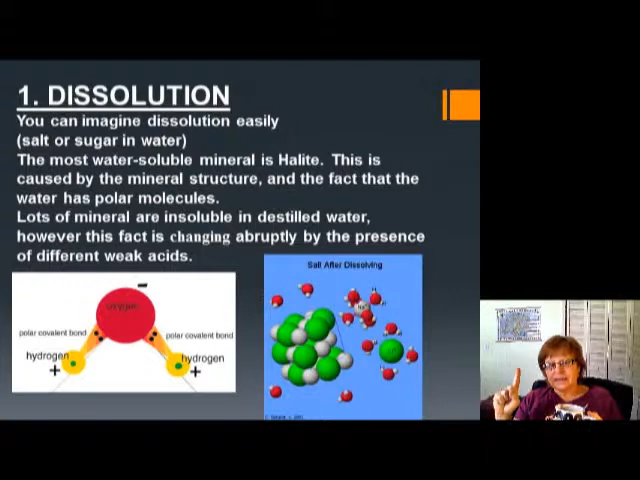 1. DISSOLUTION
You can imagine dissolution easily
(salt or sugar in water)
The most water-soluble mineral is Halite. This is
caused by the mineral structure, and the fact that the
water has polar molecules.
Lots of mineral are insoluble in destilled water,
however this fact is changing abruptly by the presence
of different weak acids.
-
oxygen
polar covalent bond
polar covalent bond
hydrogen
hydrogen
+
+
Salt After Dissolving